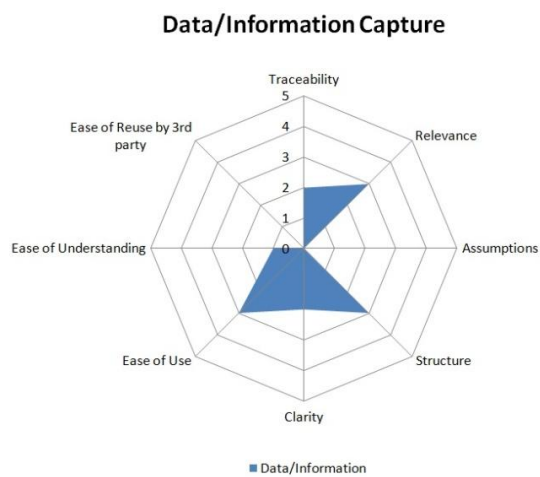 Data/Information Capture
Traceability
5
4
3
2
1
0
Ease of Reuse by 3rd
party
Relevance
Ease of Understanding
Assumptions
Ease of Use
Structure
Clarity
Data/Information